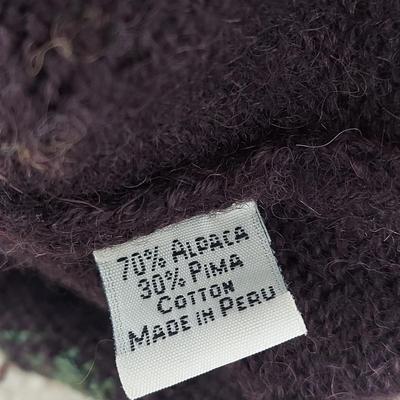 70% ALPACA
30% PIMA
COTTON
MADE IN PERU